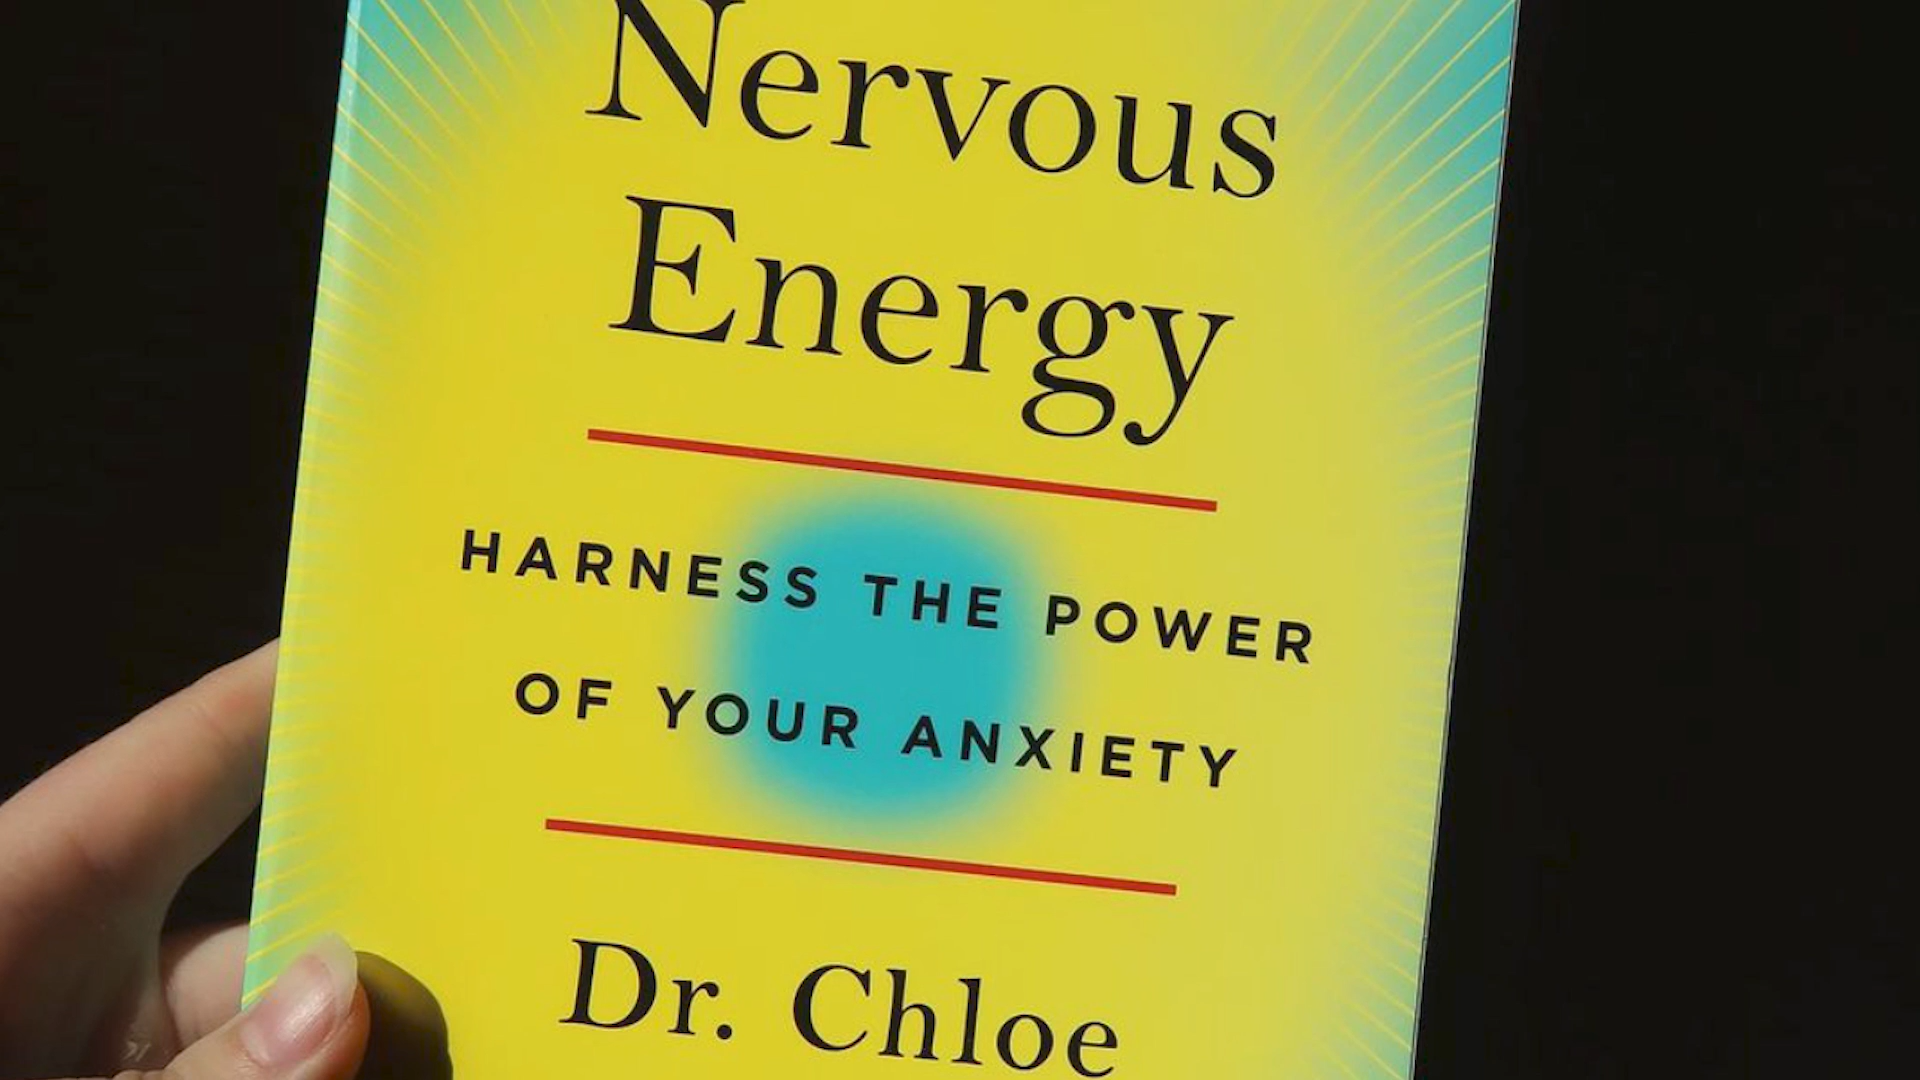 Nervous
Energy
HARNESS THE POWER
OF YOUR ANXIETY
Dr. Chloe